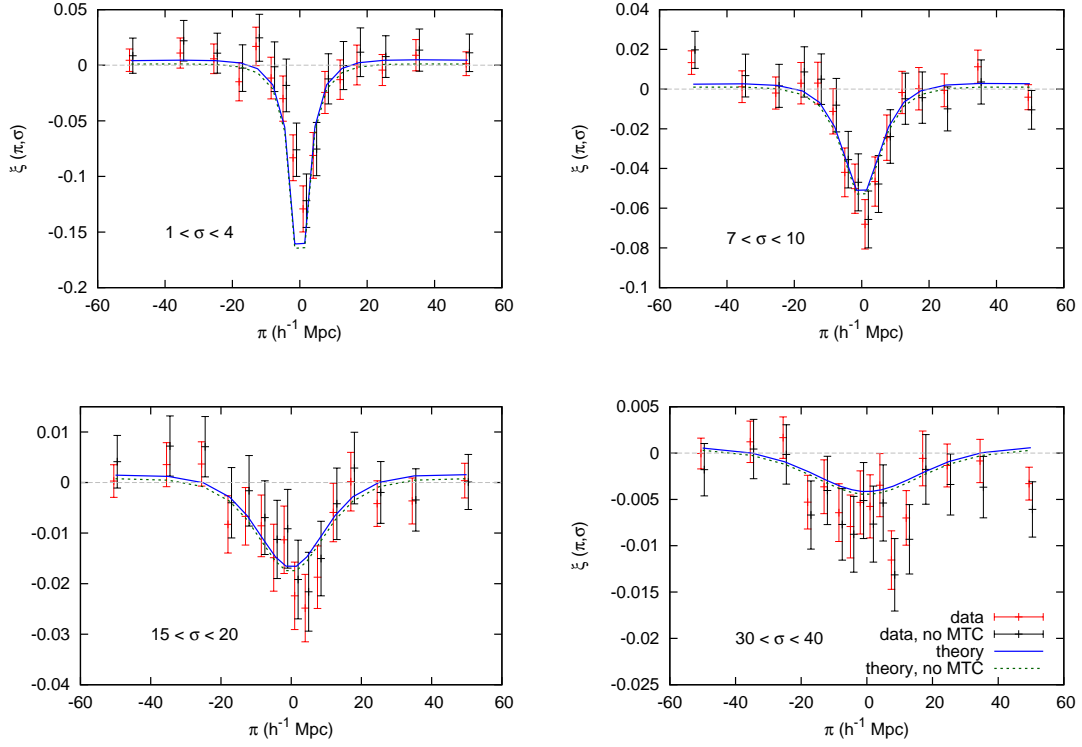 0.05
0
-0.05
-0.1
-0.15
-0.2
ξ (π,σ)
1 < σ < 4
-60 -40 -20 0 20 40 60
π (h⁻¹ Mpc)
0.04
0.02
0
-0.02
-0.04
-0.06
-0.08
-0.1
ξ (π,σ)
7 < σ < 10
-60 -40 -20 0 20 40 60
π (h⁻¹ Mpc)
0.01
0
-0.01
-0.02
-0.03
-0.04
ξ (π,σ)
15 < σ < 20
-60 -40 -20 0 20 40 60
π (h⁻¹ Mpc)
0.005
0
-0.005
-0.01
-0.015
-0.02
-0.025
ξ (π,σ)
30 < σ < 40
data
data, no MTC
theory
theory, no MTC
-60 -40 -20 0 20 40 60
π (h⁻¹ Mpc)